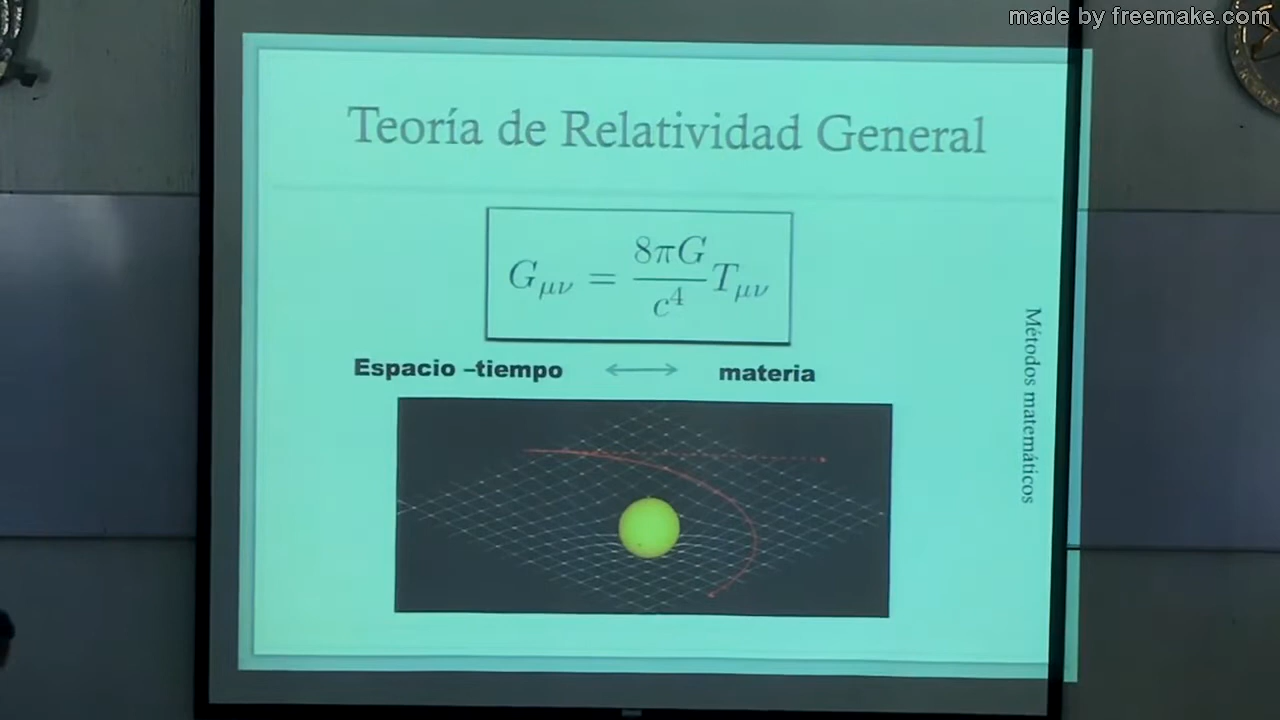 made by freemake.com
Teoría de Relatividad General
G_{μν} = \frac{8πG}{c^4} T_{μν}
Espacio –tiempo ⟷ materia
Métodos matemáticos